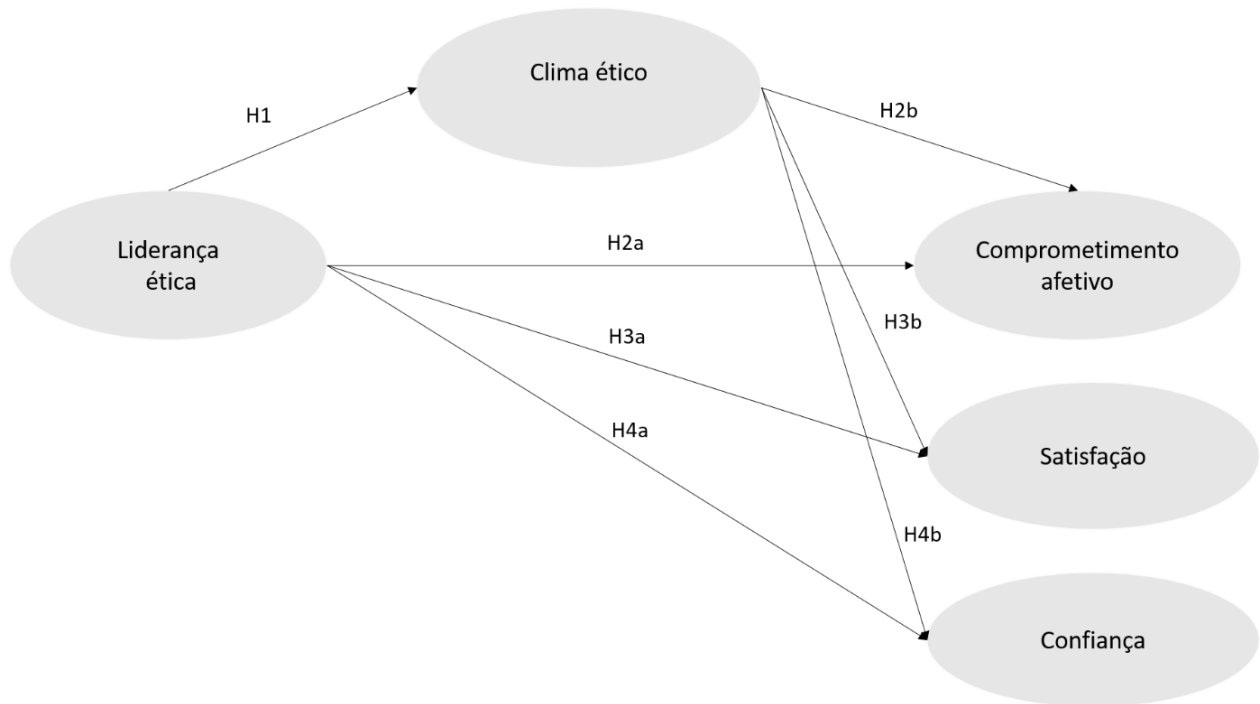 Clima ético
H1
H2b
Liderança
ética
H2a
Comprometimento
afetivo
H3a
H3b
H4a
Satisfação
H4b
Confiança